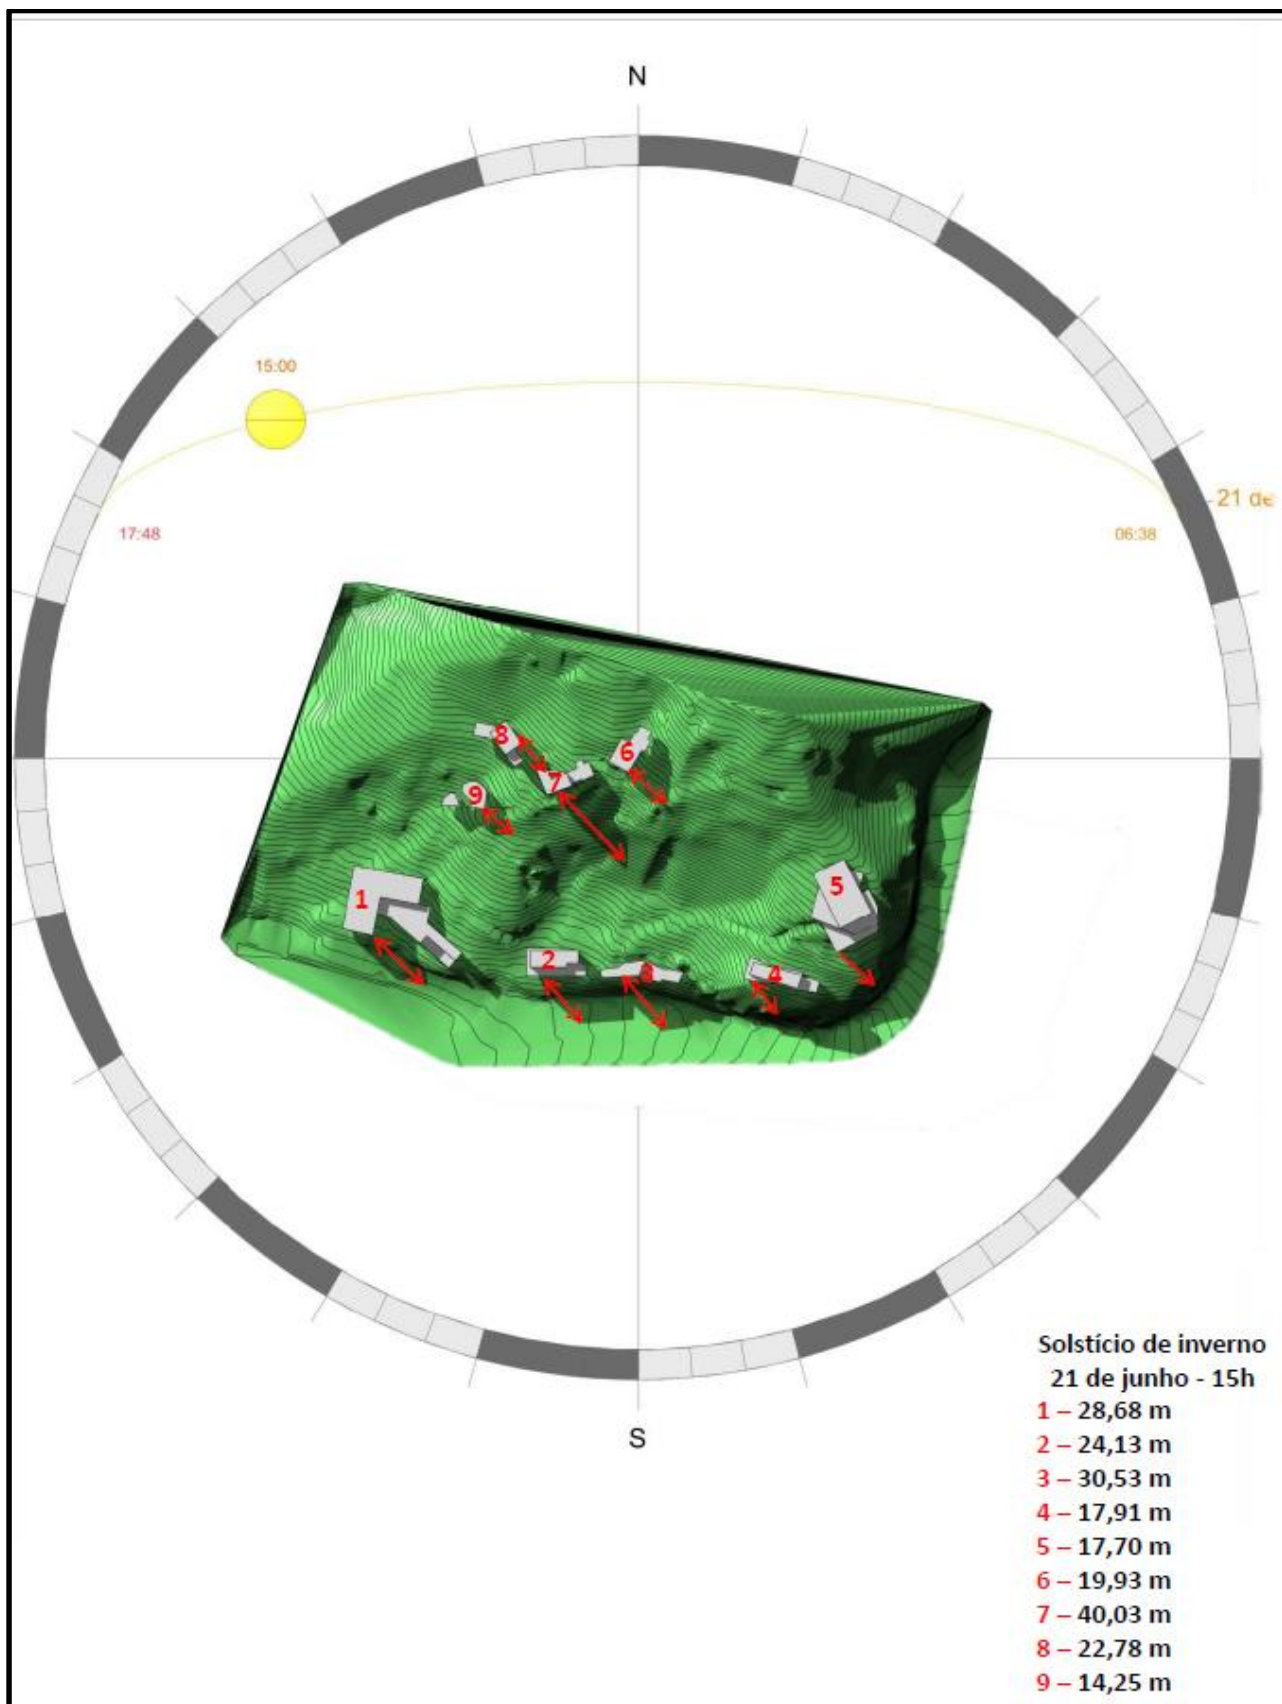 N
15:00
21 de
17:48
06:38
8
6
7
9
5
1
2
3
4
S
Solstício de inverno
21 de junho - 15h
1 – 28,68 m
2 – 24,13 m
3 – 30,53 m
4 – 17,91 m
5 – 17,70 m
6 – 19,93 m
7 – 40,03 m
8 – 22,78 m
9 – 14,25 m